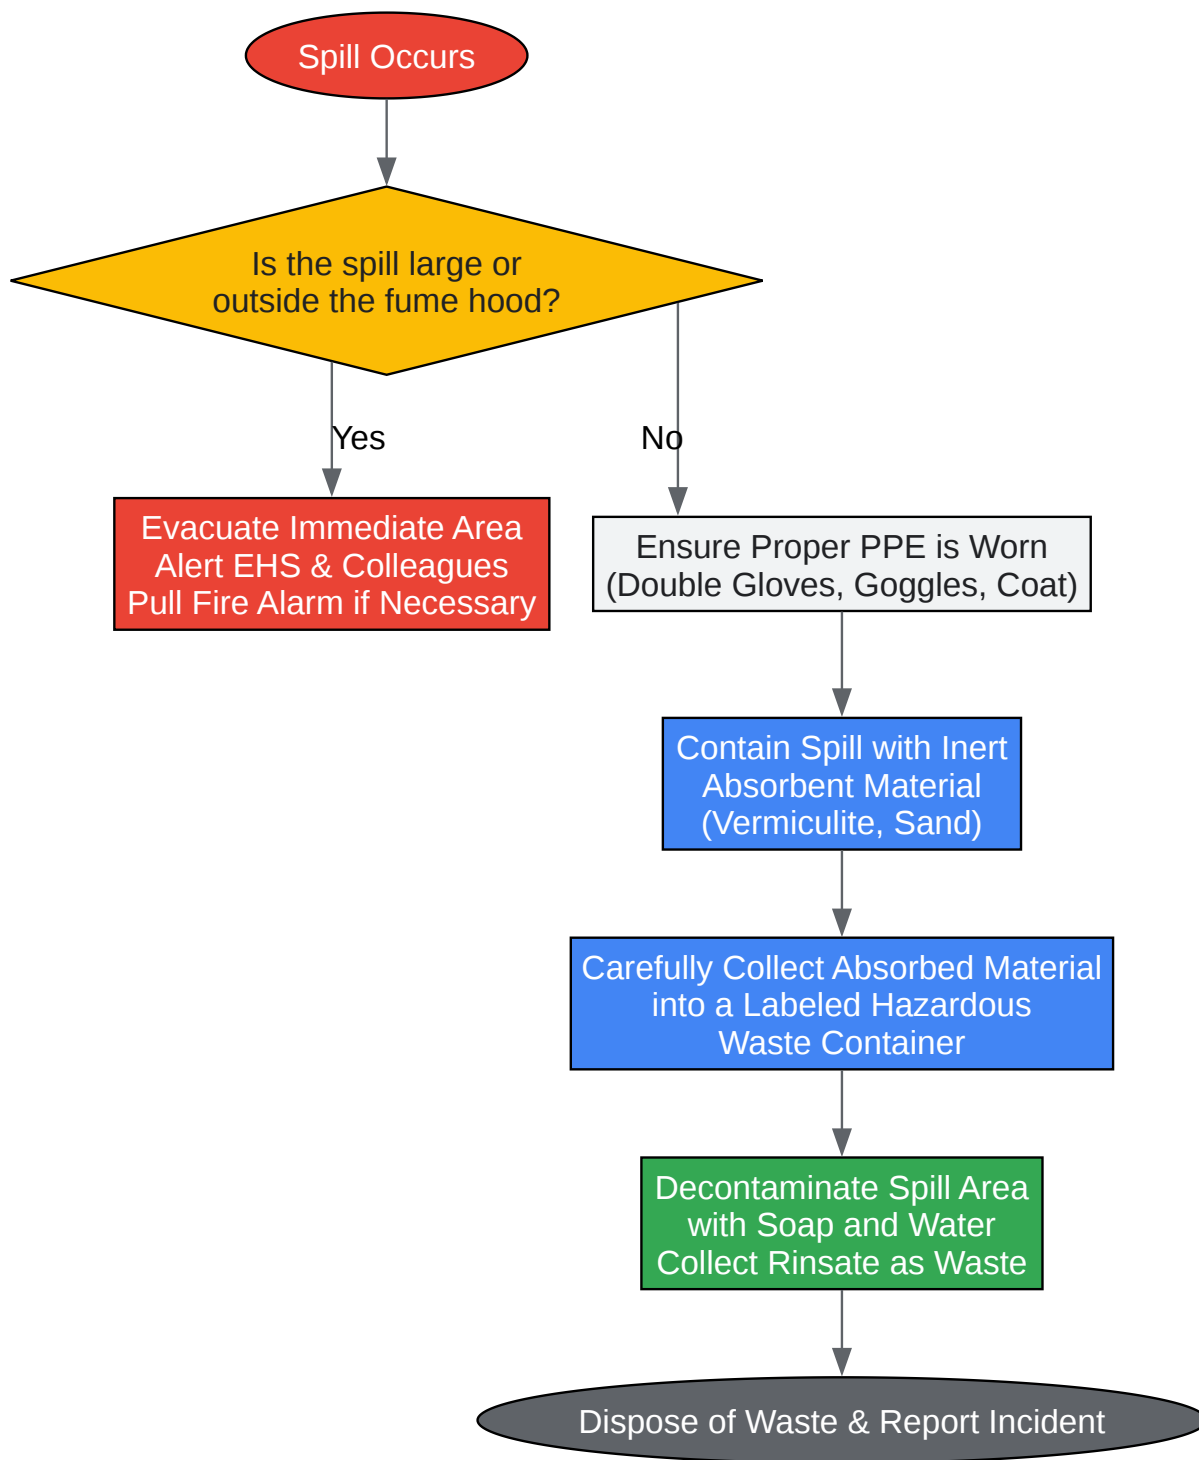 Spill Occurs
Is the spill large or
outside the fume hood?
Yes
No
Evacuate Immediate Area
Alert EHS & Colleagues
Pull Fire Alarm if Necessary
Ensure Proper PPE is Worn
(Double Gloves, Goggles, Coat)
Contain Spill with Inert
Absorbent Material
(Vermiculite, Sand)
Carefully Collect Absorbed Material
into a Labeled Hazardous
Waste Container
Decontaminate Spill Area
with Soap and Water
Collect Rinsate as Waste
Dispose of Waste & Report Incident